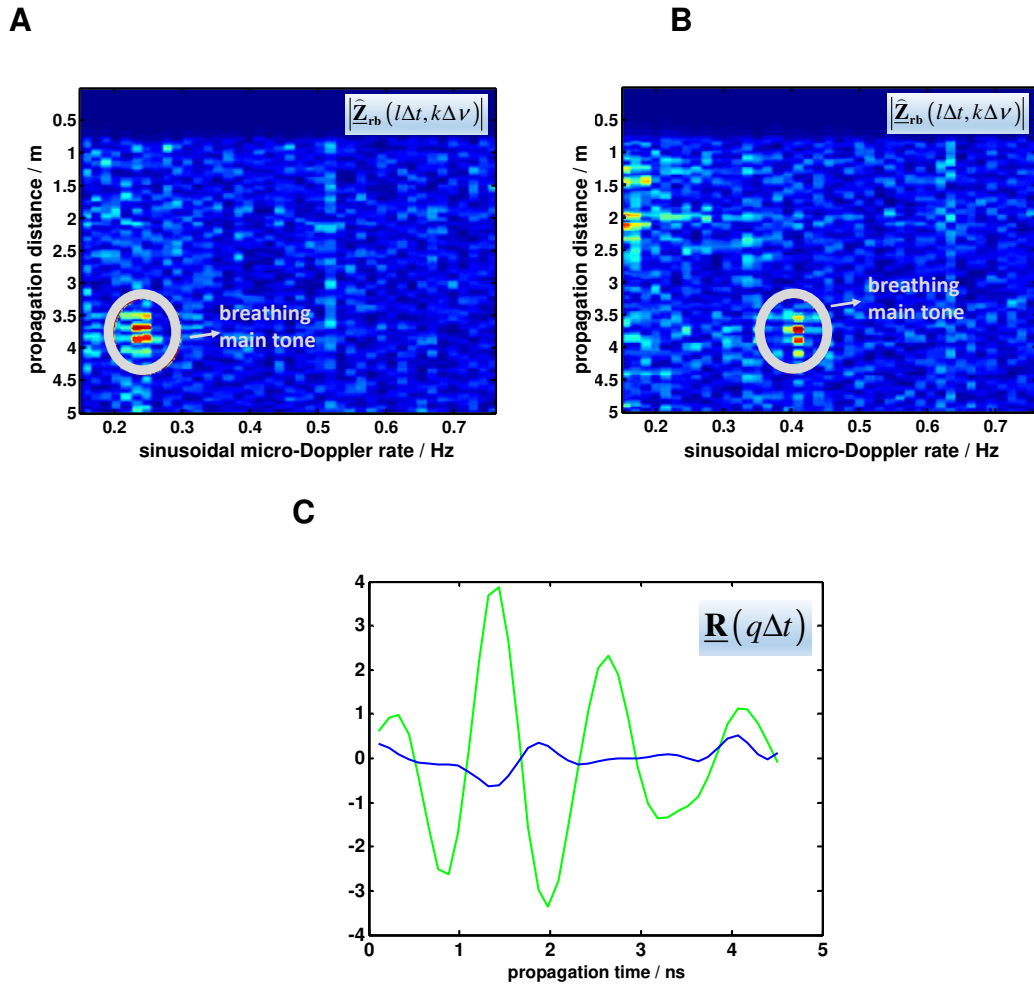 A
B
|Ẑ_rb (lΔt, kΔν)|
0.5
1
1.5
2
2.5
3
3.5
4
4.5
5
propagation distance / m
breathing
main tone
0.2 0.3 0.4 0.5 0.6 0.7
sinusoidal micro-Doppler rate / Hz
|Ẑ_rb (lΔt, kΔν)|
0.5
1
1.5
2
2.5
3
3.5
4
4.5
5
propagation distance / m
breathing
main tone
0.2 0.3 0.4 0.5 0.6 0.7
sinusoidal micro-Doppler rate / Hz
C
R (qΔt)
4
3
2
1
0
-1
-2
-3
-4
0 1 2 3 4 5
propagation time / ns